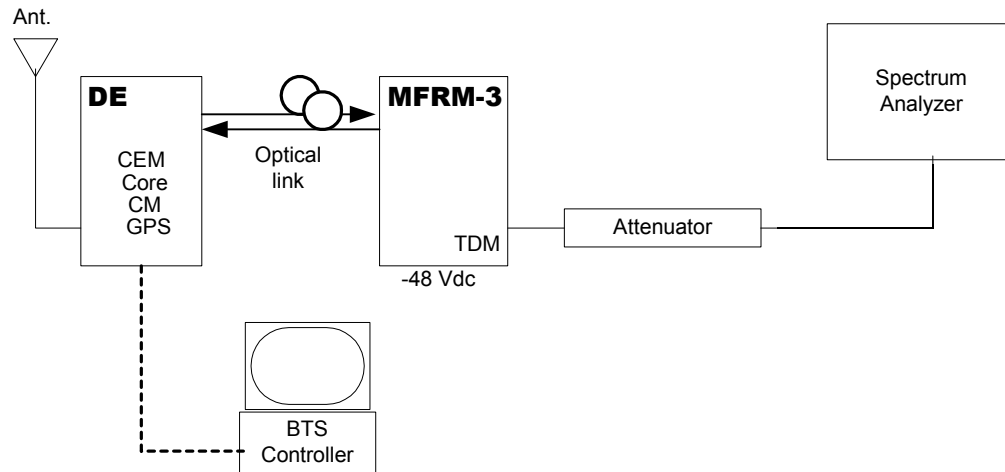 Ant.
DE
CEM
Core
CM
GPS
Optical
link
MFRM-3
TDM
-48 Vdc
Attenuator
Spectrum
Analyzer
BTS
Controller